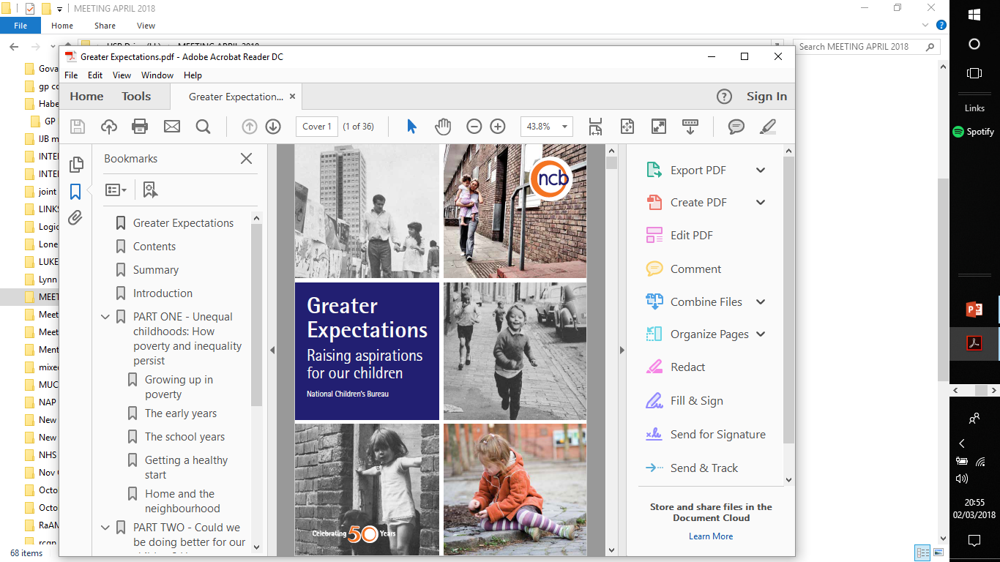 MEETING APRIL 2018
File Home Share View
Search MEETING APRIL 2018
Gova
gp co
Habe
GP
IJB m
INTE
INTE
joint
LINKS
Logic
Lone
LUKE
Lynn
MEET
Meet
Meet
Ment
mixed
MUC
NAP
New
New
NHS
Nov
Octo
Octo
RaAM
rcgp
68 items
Greater Expectations.pdf - Adobe Acrobat Reader DC
File Edit View Window Help
Home Tools Greater Expectation... Sign In
Cover 1 (1 of 36) 43.8%
Bookmarks
Greater Expectations
Contents
Summary
Introduction
PART ONE - Unequal
childhoods: How
poverty and inequality
persist
Growing up in
poverty
The early years
The school years
Getting a healthy
start
Home and the
neighbourhood
PART TWO - Could we
be doing better for our
ncb
Greater
Expectations
Raising aspirations
for our children
National Children's Bureau
Celebrating 50 Years
Export PDF
Create PDF
Edit PDF
Comment
Combine Files
Organize Pages
Redact
Fill & Sign
Send for Signature
Send & Track
Store and share files in the
Document Cloud
Learn More
Links
Spotify
20:55
02/03/2018